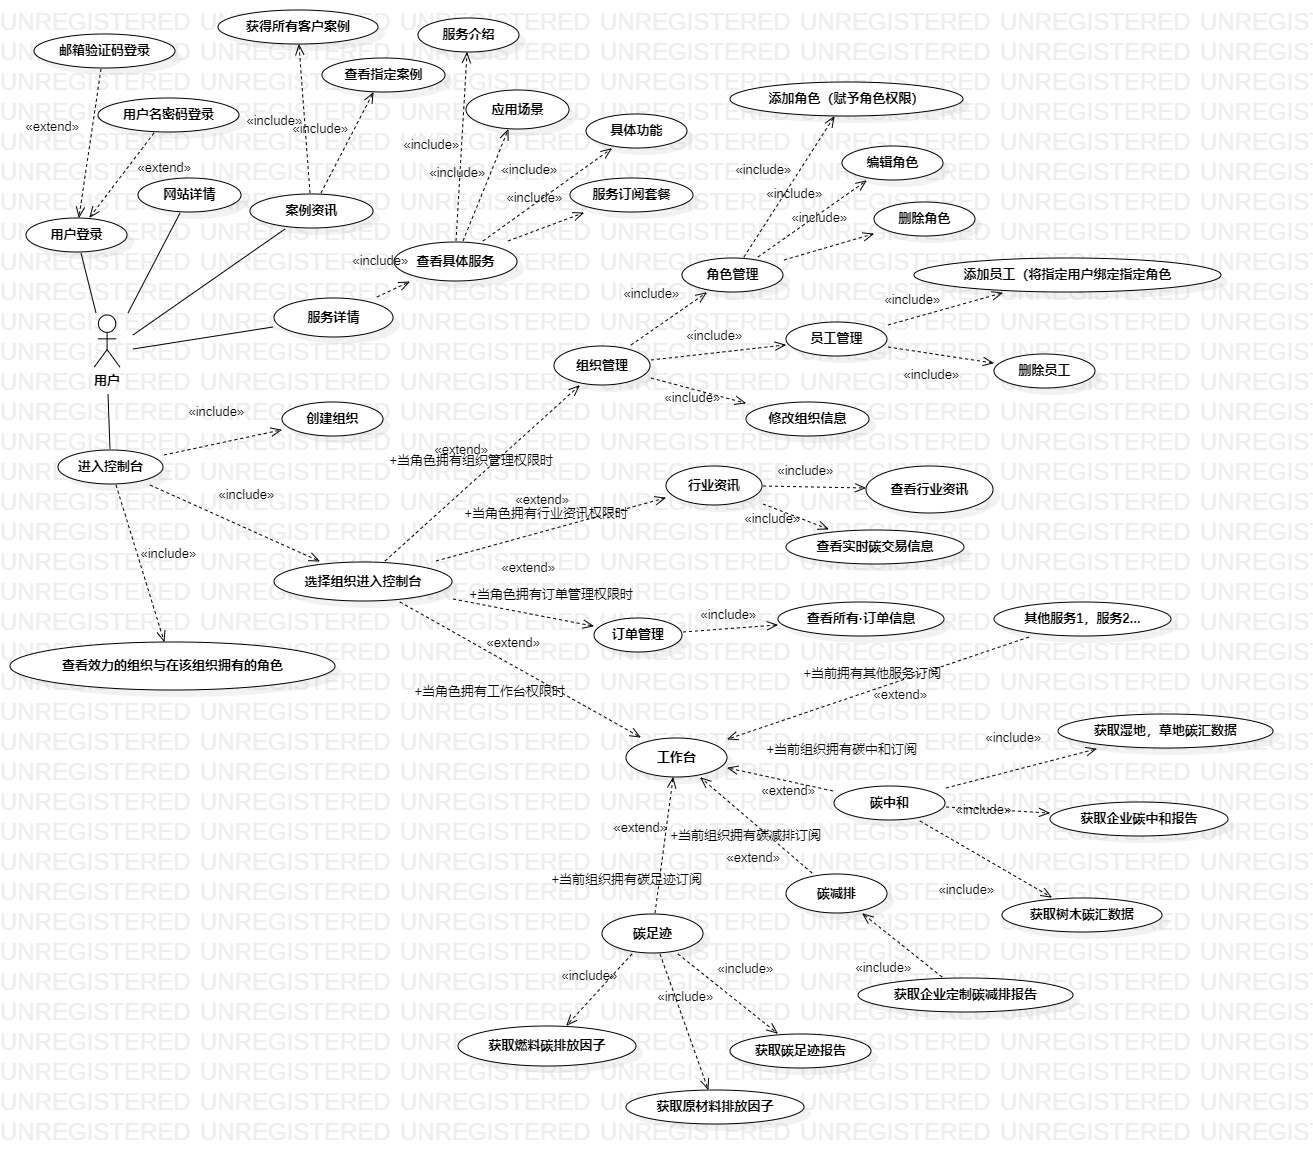 获得所有客户案例
服务介绍
邮箱验证码登录
查看指定案例
添加角色（赋予角色权限)
应用场景
用户名密码登录
«include»
«extend»
«include»
具体功能
«include»
编辑角色
«extend»
«include»
«include»
«include»
网站详情
服务订阅套餐
«include»
«include»
案例资讯
«include»
删除角色
用户登录
«include»
查看具体服务
角色管理
添加员工（将指定用户绑定指定角色
«include»
«include»
服务详情
«include»
员工管理
组织管理
删除员工
«include»
用户
«include»
«include»
创建组织
修改组织信息
«extend»
+当角色拥有组织管理权限时
进入控制台
«include»
行业资讯
查看行业资讯
«include»
«extend»
+当角色拥有行业资讯权限时
«include»
查看实时碳交易信息
«include»
«extend»
选择组织进入控制台
+当角色拥有订单管理权限时
«include»
查看所有·订单信息
其他服务1，服务2...
订单管理
«extend»
查看效力的组织与在该组织拥有的角色
+当前拥有其他服务订阅
+当角色拥有工作台权限时
«extend»
获取湿地，草地碳汇数据
«include»
+当前组织拥有碳中和订阅
工作台
«extend»
碳中和
«include»
获取企业碳中和报告
«extend»
+当前组织拥有碳减排订阅
«extend»
+当前组织拥有碳足迹订阅
碳减排
«include»
获取树木碳汇数据
碳足迹
«include»
«include»
«include»
«include»
获取企业定制碳减排报告
获取燃料碳排放因子
获取碳足迹报告
获取原材料排放因子
UNREGISTERED